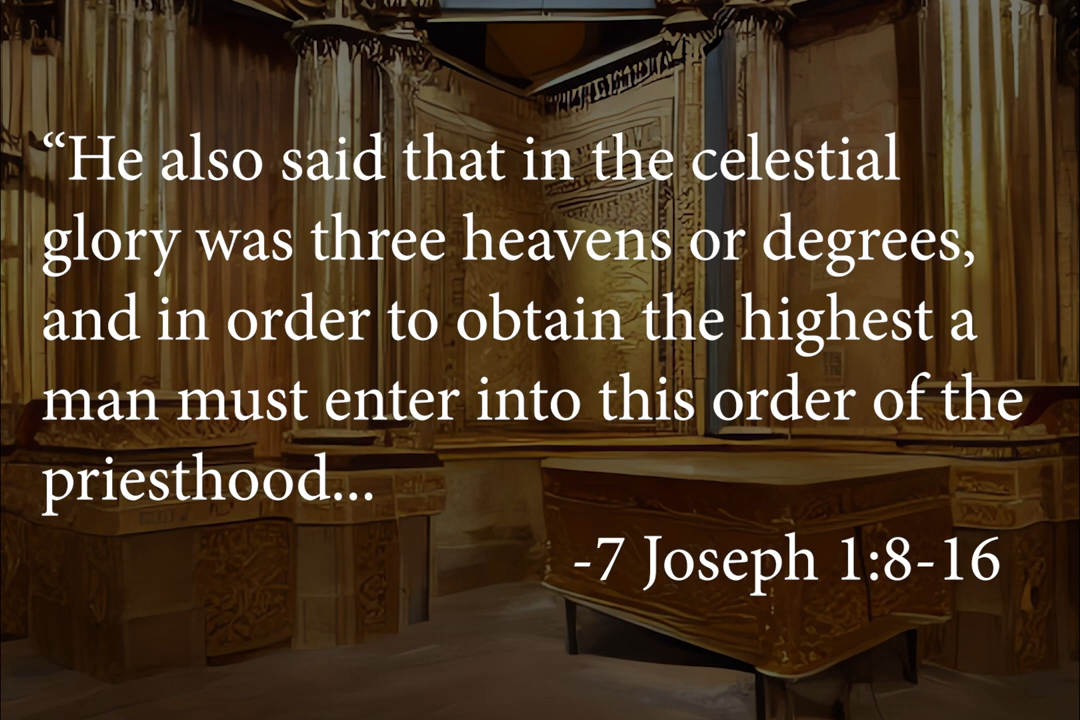 “He also said that in the celestial
glory was three heavens or degrees,
and in order to obtain the highest a
man must enter into this order of the
priesthood...
-7 Joseph 1:8-16